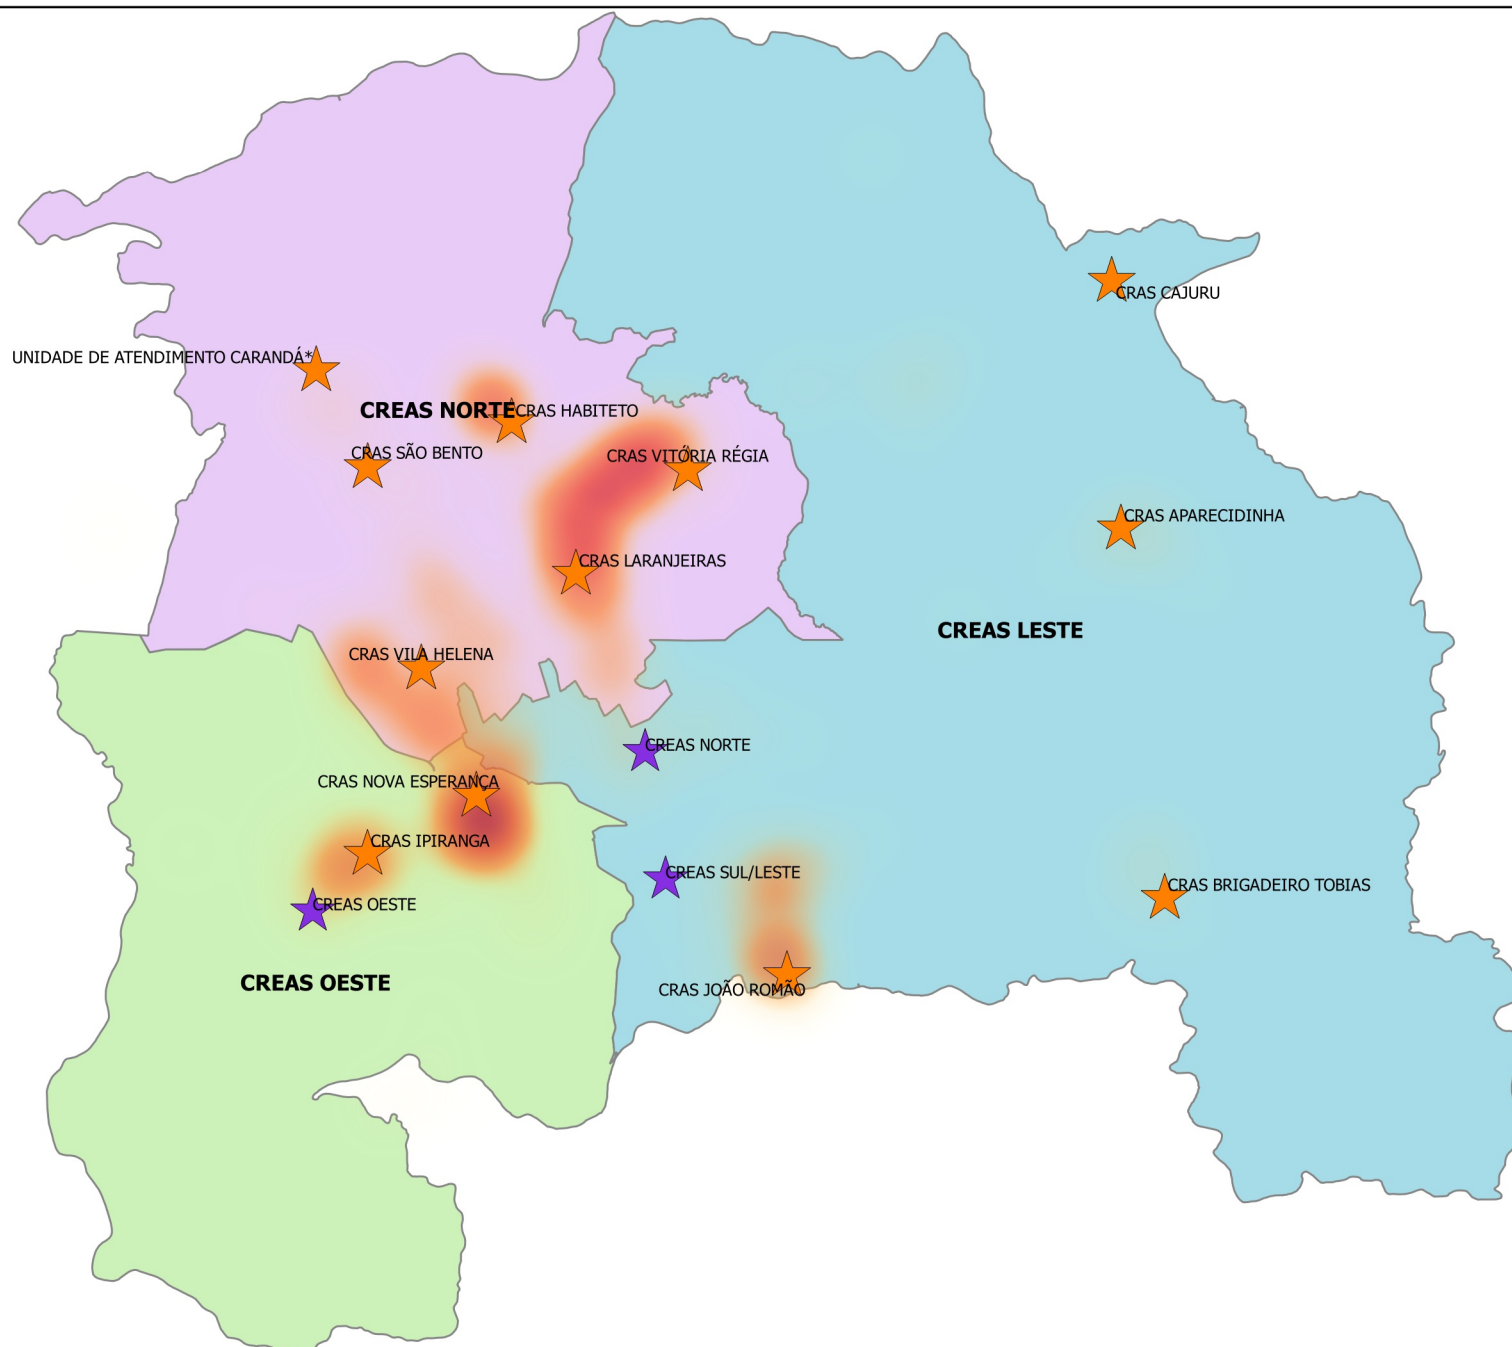 CRAS CAJURU
UNIDADE DE ATENDIMENTO CARANDÁ*
CREAS NORTE
CRAS HABITETO
CRAS SÃO BENTO
CRAS VITÓRIA RÉGIA
CRAS APARECIDINHA
CRAS LARANJEIRAS
CREAS LESTE
CRAS VILA HELENA
CREAS NORTE
CRAS NOVA ESPERANÇA
CRAS IPIRANGA
CREAS SUL/LESTE
CRAS BRIGADEIRO TOBIAS
CREAS OESTE
CREAS OESTE
CRAS JOÃO ROMÃO